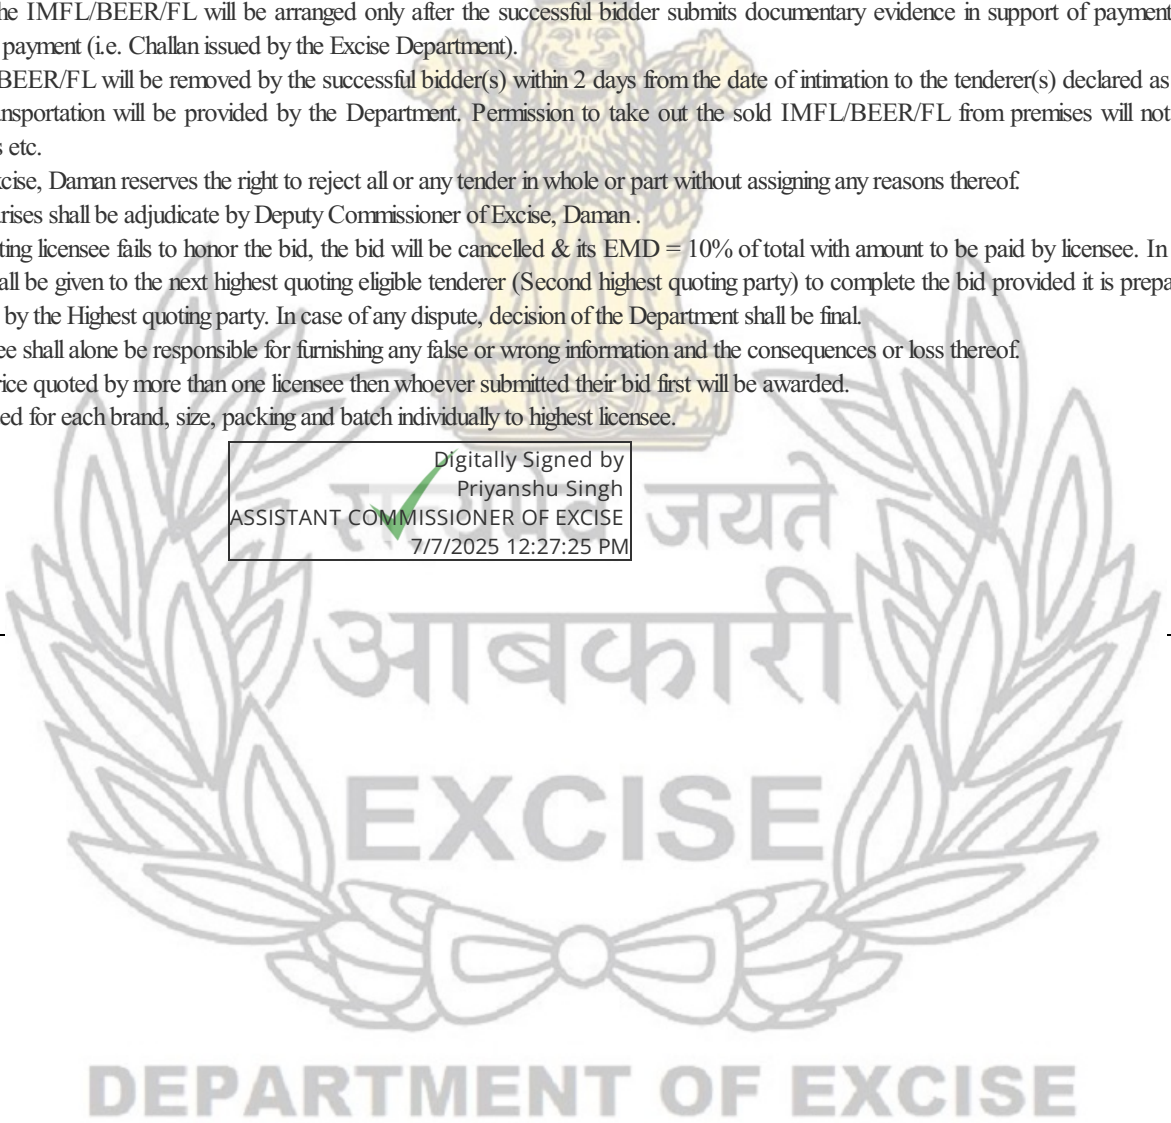 he IMFL/BEER/FL will be arranged only after the successful bidder submits documentary evidence in support of payment
payment (i.e. Challan issued by the Excise Department).
BEER/FL will be removed by the successful bidder(s) within 2 days from the date of intimation to the tenderer(s) declared as
nsportation will be provided by the Department. Permission to take out the sold IMFL/BEER/FL from premises will not
s etc.
cise, Daman reserves the right to reject all or any tender in whole or part without assigning any reasons thereof.
rises shall be adjudicate by Deputy Commissioner of Excise, Daman .
ting licensee fails to honor the bid, the bid will be cancelled & its EMD = 10% of total with amount to be paid by licensee. In
all be given to the next highest quoting eligible tenderer (Second highest quoting party) to complete the bid provided it is prepa
by the Highest quoting party. In case of any dispute, decision of the Department shall be final.
ee shall alone be responsible for furnishing any false or wrong information and the consequences or loss thereof.
rice quoted by more than one licensee then whoever submitted their bid first will be awarded.
ed for each brand, size, packing and batch individually to highest licensee.
Digitally Signed by
Priyanshu Singh
ASSISTANT COMMISSIONER OF EXCISE
7/7/2025 12:27:25 PM
सत्यमेव जयते
आबकारी
EXCISE
DEPARTMENT OF EXCISE